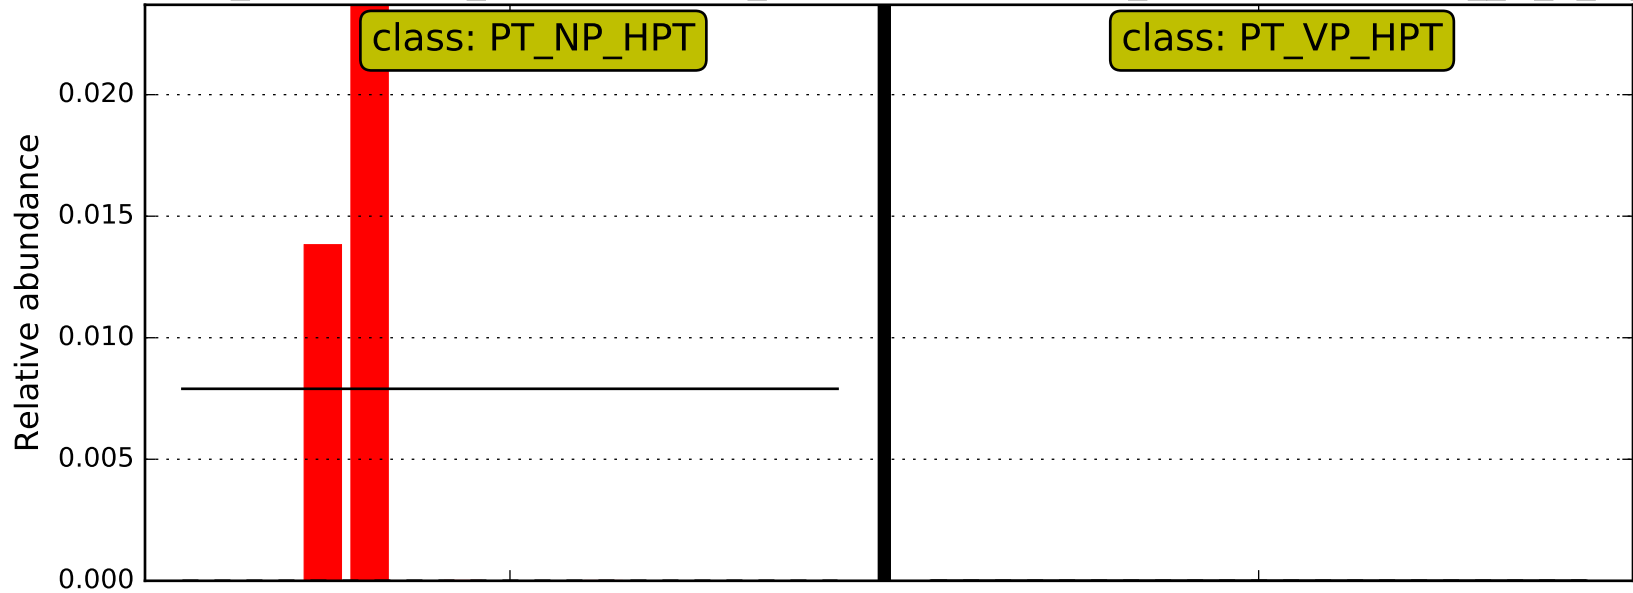 class: PT_NP_HPT
class: PT_VP_HPT
0.020
0.015
0.010
0.005
0.000
Relative abundance